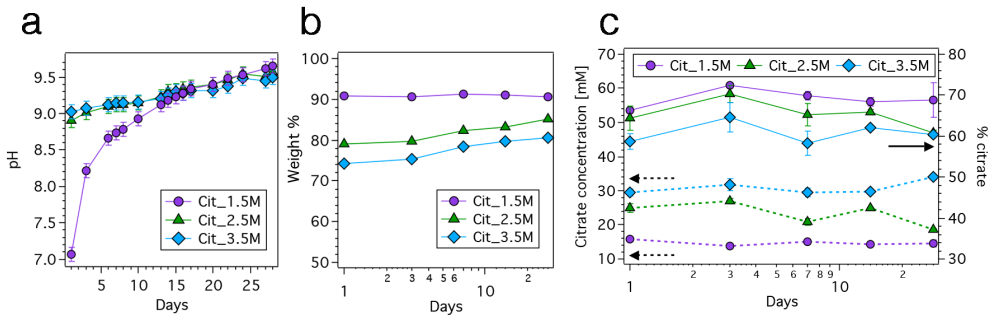 a
9.5
9.0
8.5
8.0
7.5
7.0
pH
5
10
15
20
25
Days
Cit_1.5M
Cit_2.5M
Cit_3.5M
b
100
90
80
70
60
50
Weight %
1
2
3
4
5
6
10
2
Days
Cit_1.5M
Cit_2.5M
Cit_3.5M
c
70
60
50
40
30
20
10
Citrate concentration [mM]
Cit_1.5M Cit_2.5M Cit_3.5M
80
70
60
50
40
30
% citrate
1
2
3
4
5
6
7
8
9
10
2
Days